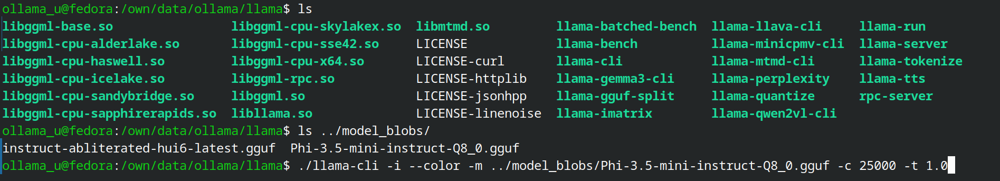 ollama_u@fedora:/own/data/ollama/llama$ ls
libggml-base.so libggml-cpu-skylakex.so libmtmd.so llama-batched-bench llama-llava-cli llama-run
libggml-cpu-alderlake.so libggml-cpu-sse42.so LICENSE llama-bench llama-minicpmv-cli llama-server
libggml-cpu-haswell.so libggml-cpu-x64.so LICENSE-curl llama-cli llama-mtmd-cli llama-tokenize
libggml-cpu-icelake.so libggml-rpc.so LICENSE-httplib llama-gemma3-cli llama-perplexity llama-tts
libggml-cpu-sandybridge.so libggml.so LICENSE-jsonhpp llama-gguf-split llama-quantize rpc-server
libggml-cpu-sapphirerapids.so libllama.so LICENSE-linenoise llama-imatrix llama-qwen2vl-cli
ollama_u@fedora:/own/data/ollama/llama$ ls ../model_blobs/
instruct-abliterated-hui6-latest.gguf Phi-3.5-mini-instruct-Q8_0.gguf
ollama_u@fedora:/own/data/ollama/llama$ ./llama-cli -i --color -m ../model_blobs/Phi-3.5-mini-instruct-Q8_0.gguf -c 25000 -t 1.0